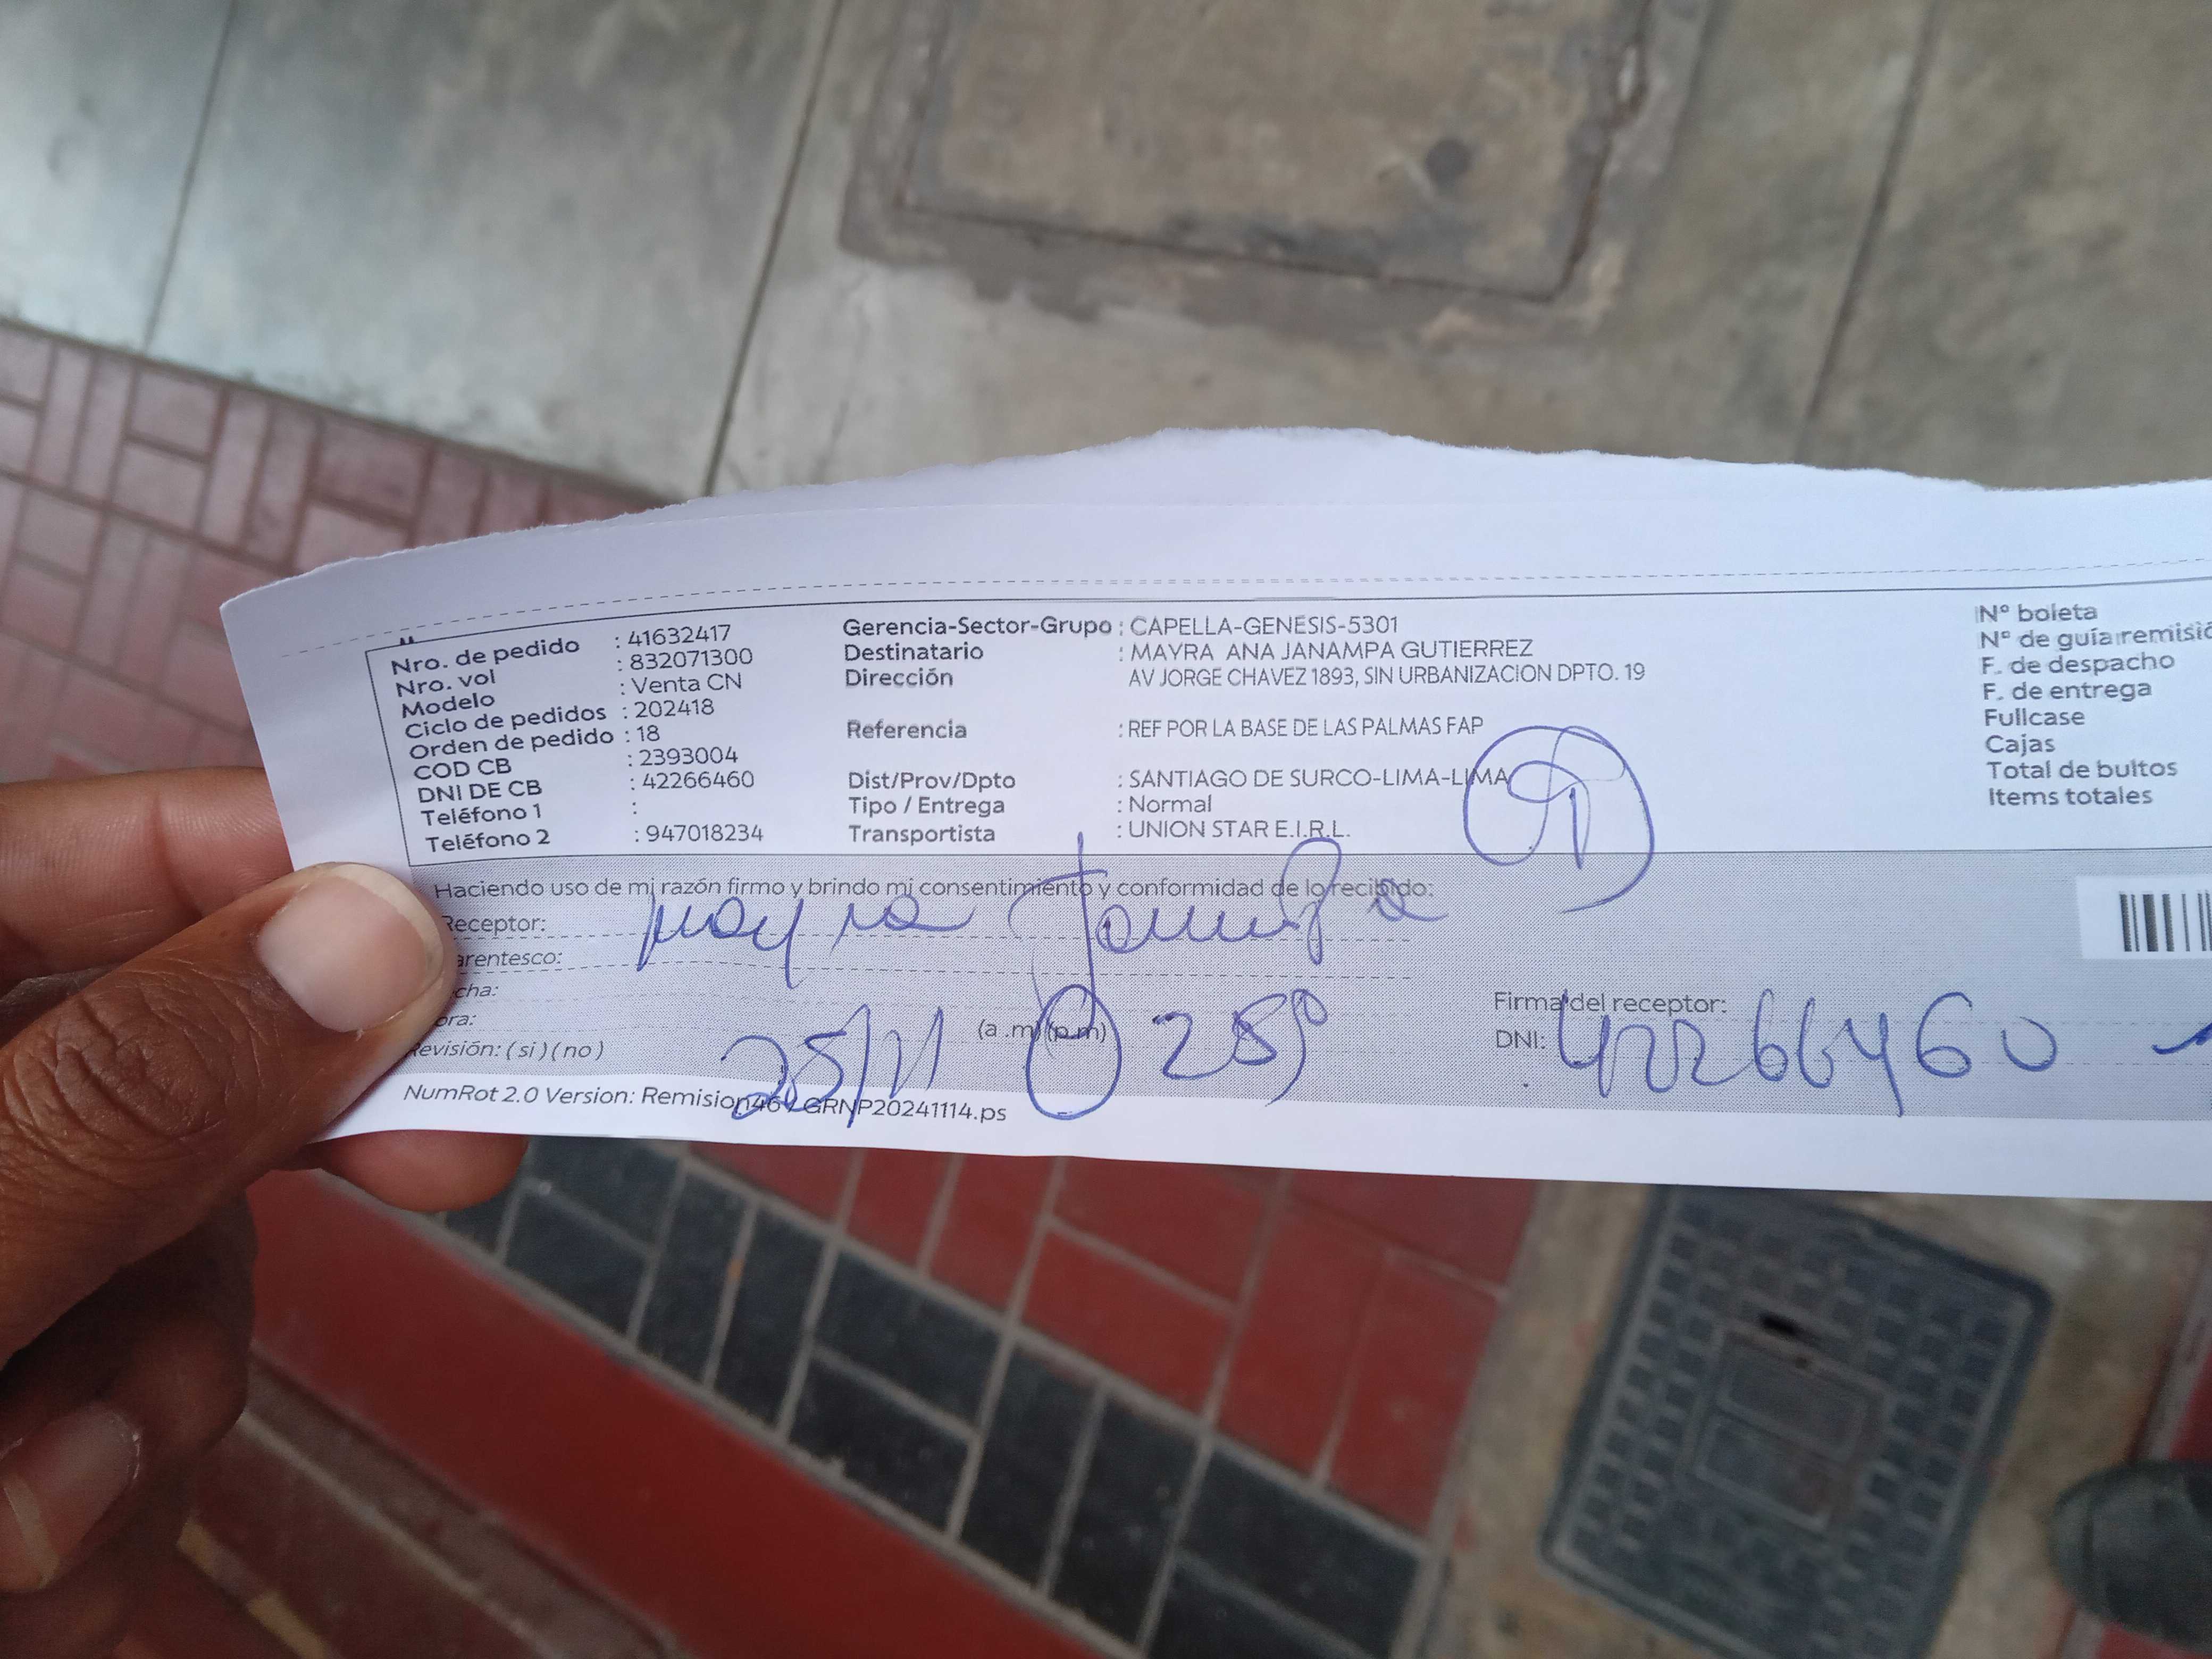 Nro. de pedido : 41632417
Nro. vol : 832071300
Modelo : Venta CN
Ciclo de pedidos : 202418
Orden de pedido : 18
COD CB : 2393004
DNI DE CB : 42266460
Teléfono 1 :
Teléfono 2 : 947018234
Gerencia-Sector-Grupo : CAPELLA-GENESIS-5301
Destinatario : MAYRA ANA JANAMPA GUTIERREZ
Dirección AV JORGE CHAVEZ 1893, SIN URBANIZACION DPTO. 19
Referencia : REF POR LA BASE DE LAS PALMAS FAP
Dist/Prov/Dpto : SANTIAGO DE SURCO-LIMA-LIMA
Tipo / Entrega : Normal
Transportista : UNION STAR E.I.R.L.
N° boleta
N° de guía remisió
F. de despacho
F. de entrega
Fullcase
Cajas
Total de bultos
Items totales
Haciendo uso de mi razón firmo y brindo mi consentimiento y conformidad de lo recibido:
Receptor: Mayra
arentesco:
cha:
ora: (a .m) (p.m)
evisión: ( si ) ( no ) 25/11
Firma del receptor:
DNI: 42266460
NumRot 2.0 Version: GRNP20241114.ps